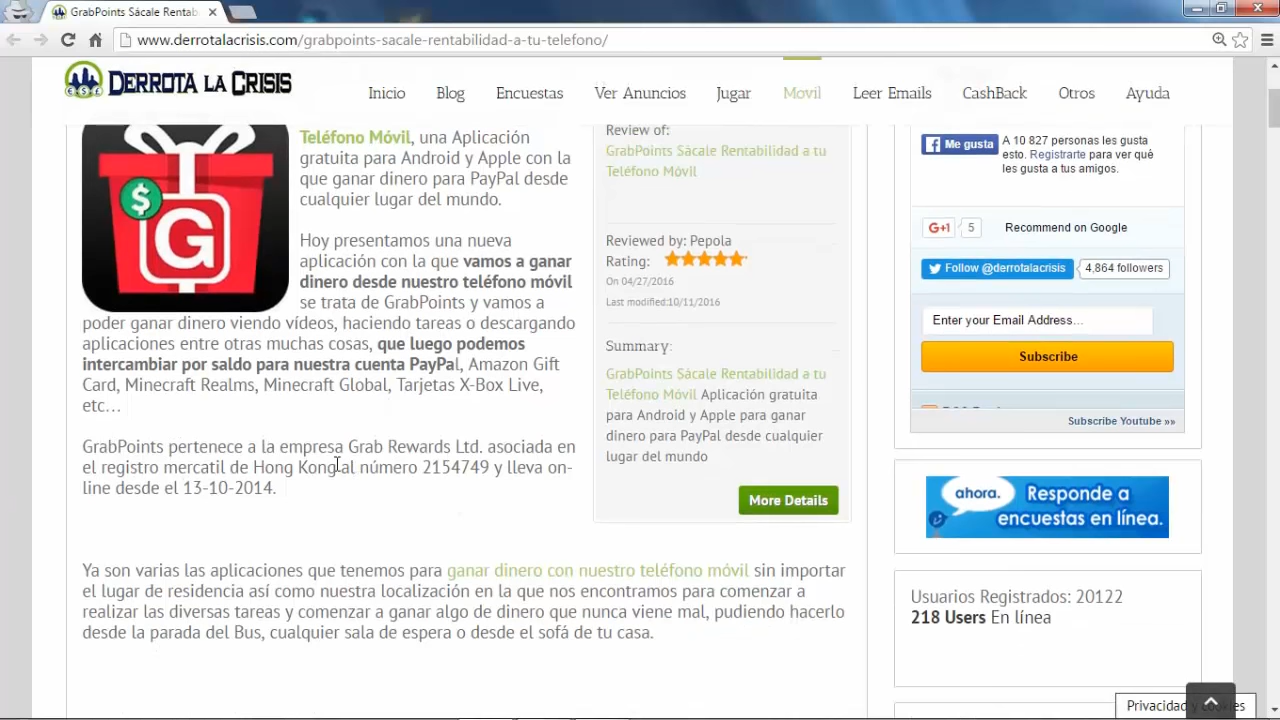 GrabPoints Sácale Rentab
www.derrotalacrisis.com/grabpoints-sacale-rentabilidad-a-tu-telefono/
DERROTA LA CRISIS
Inicio Blog Encuestas Ver Anuncios Jugar Movil Leer Emails CashBack Otros Ayuda
$
G
Teléfono Móvil, una Aplicación
gratuita para Android y Apple con la
que ganar dinero para PayPal desde
cualquier lugar del mundo.
Hoy presentamos una nueva
aplicación con la que vamos a ganar
dinero desde nuestro teléfono móvil
se trata de GrabPoints y vamos a
poder ganar dinero viendo vídeos, haciendo tareas o descargando
aplicaciones entre otras muchas cosas, que luego podemos
intercambiar por saldo para nuestra cuenta PayPal, Amazon Gift
Card, Minecraft Realms, Minecraft Global, Tarjetas X-Box Live,
etc…
GrabPoints pertenece a la empresa Grab Rewards Ltd. asociada en
el registro mercatil de Hong Kong al número 2154749 y lleva on-
line desde el 13-10-2014.
Review of:
GrabPoints Sácale Rentabilidad a tu
Teléfono Móvil
Reviewed by: Pepola
Rating:
On 04/27/2016
Last modified:10/11/2016
Summary:
GrabPoints Sácale Rentabilidad a tu
Teléfono Móvil Aplicación gratuita
para Android y Apple para ganar
dinero para PayPal desde cualquier
lugar del mundo
More Details
Ya son varias las aplicaciones que tenemos para ganar dinero con nuestro teléfono móvil sin importar
el lugar de residencia así como nuestra localización en la que nos encontramos para comenzar a
realizar las diversas tareas y comenzar a ganar algo de dinero que nunca viene mal, pudiendo hacerlo
desde la parada del Bus, cualquier sala de espera o desde el sofá de tu casa.
Me gusta
A 10 827 personas les gusta
esto. Registrarte para ver qué
les gusta a tus amigos.
G+1 5 Recommend on Google
Follow @derrotalacrisis 4,864 followers
Enter your Email Address...
Subscribe
Subscribe Youtube »»
ahora. Responde a
encuestas en línea.
Usuarios Registrados: 20122
218 Users En línea
Privacidad y cookies